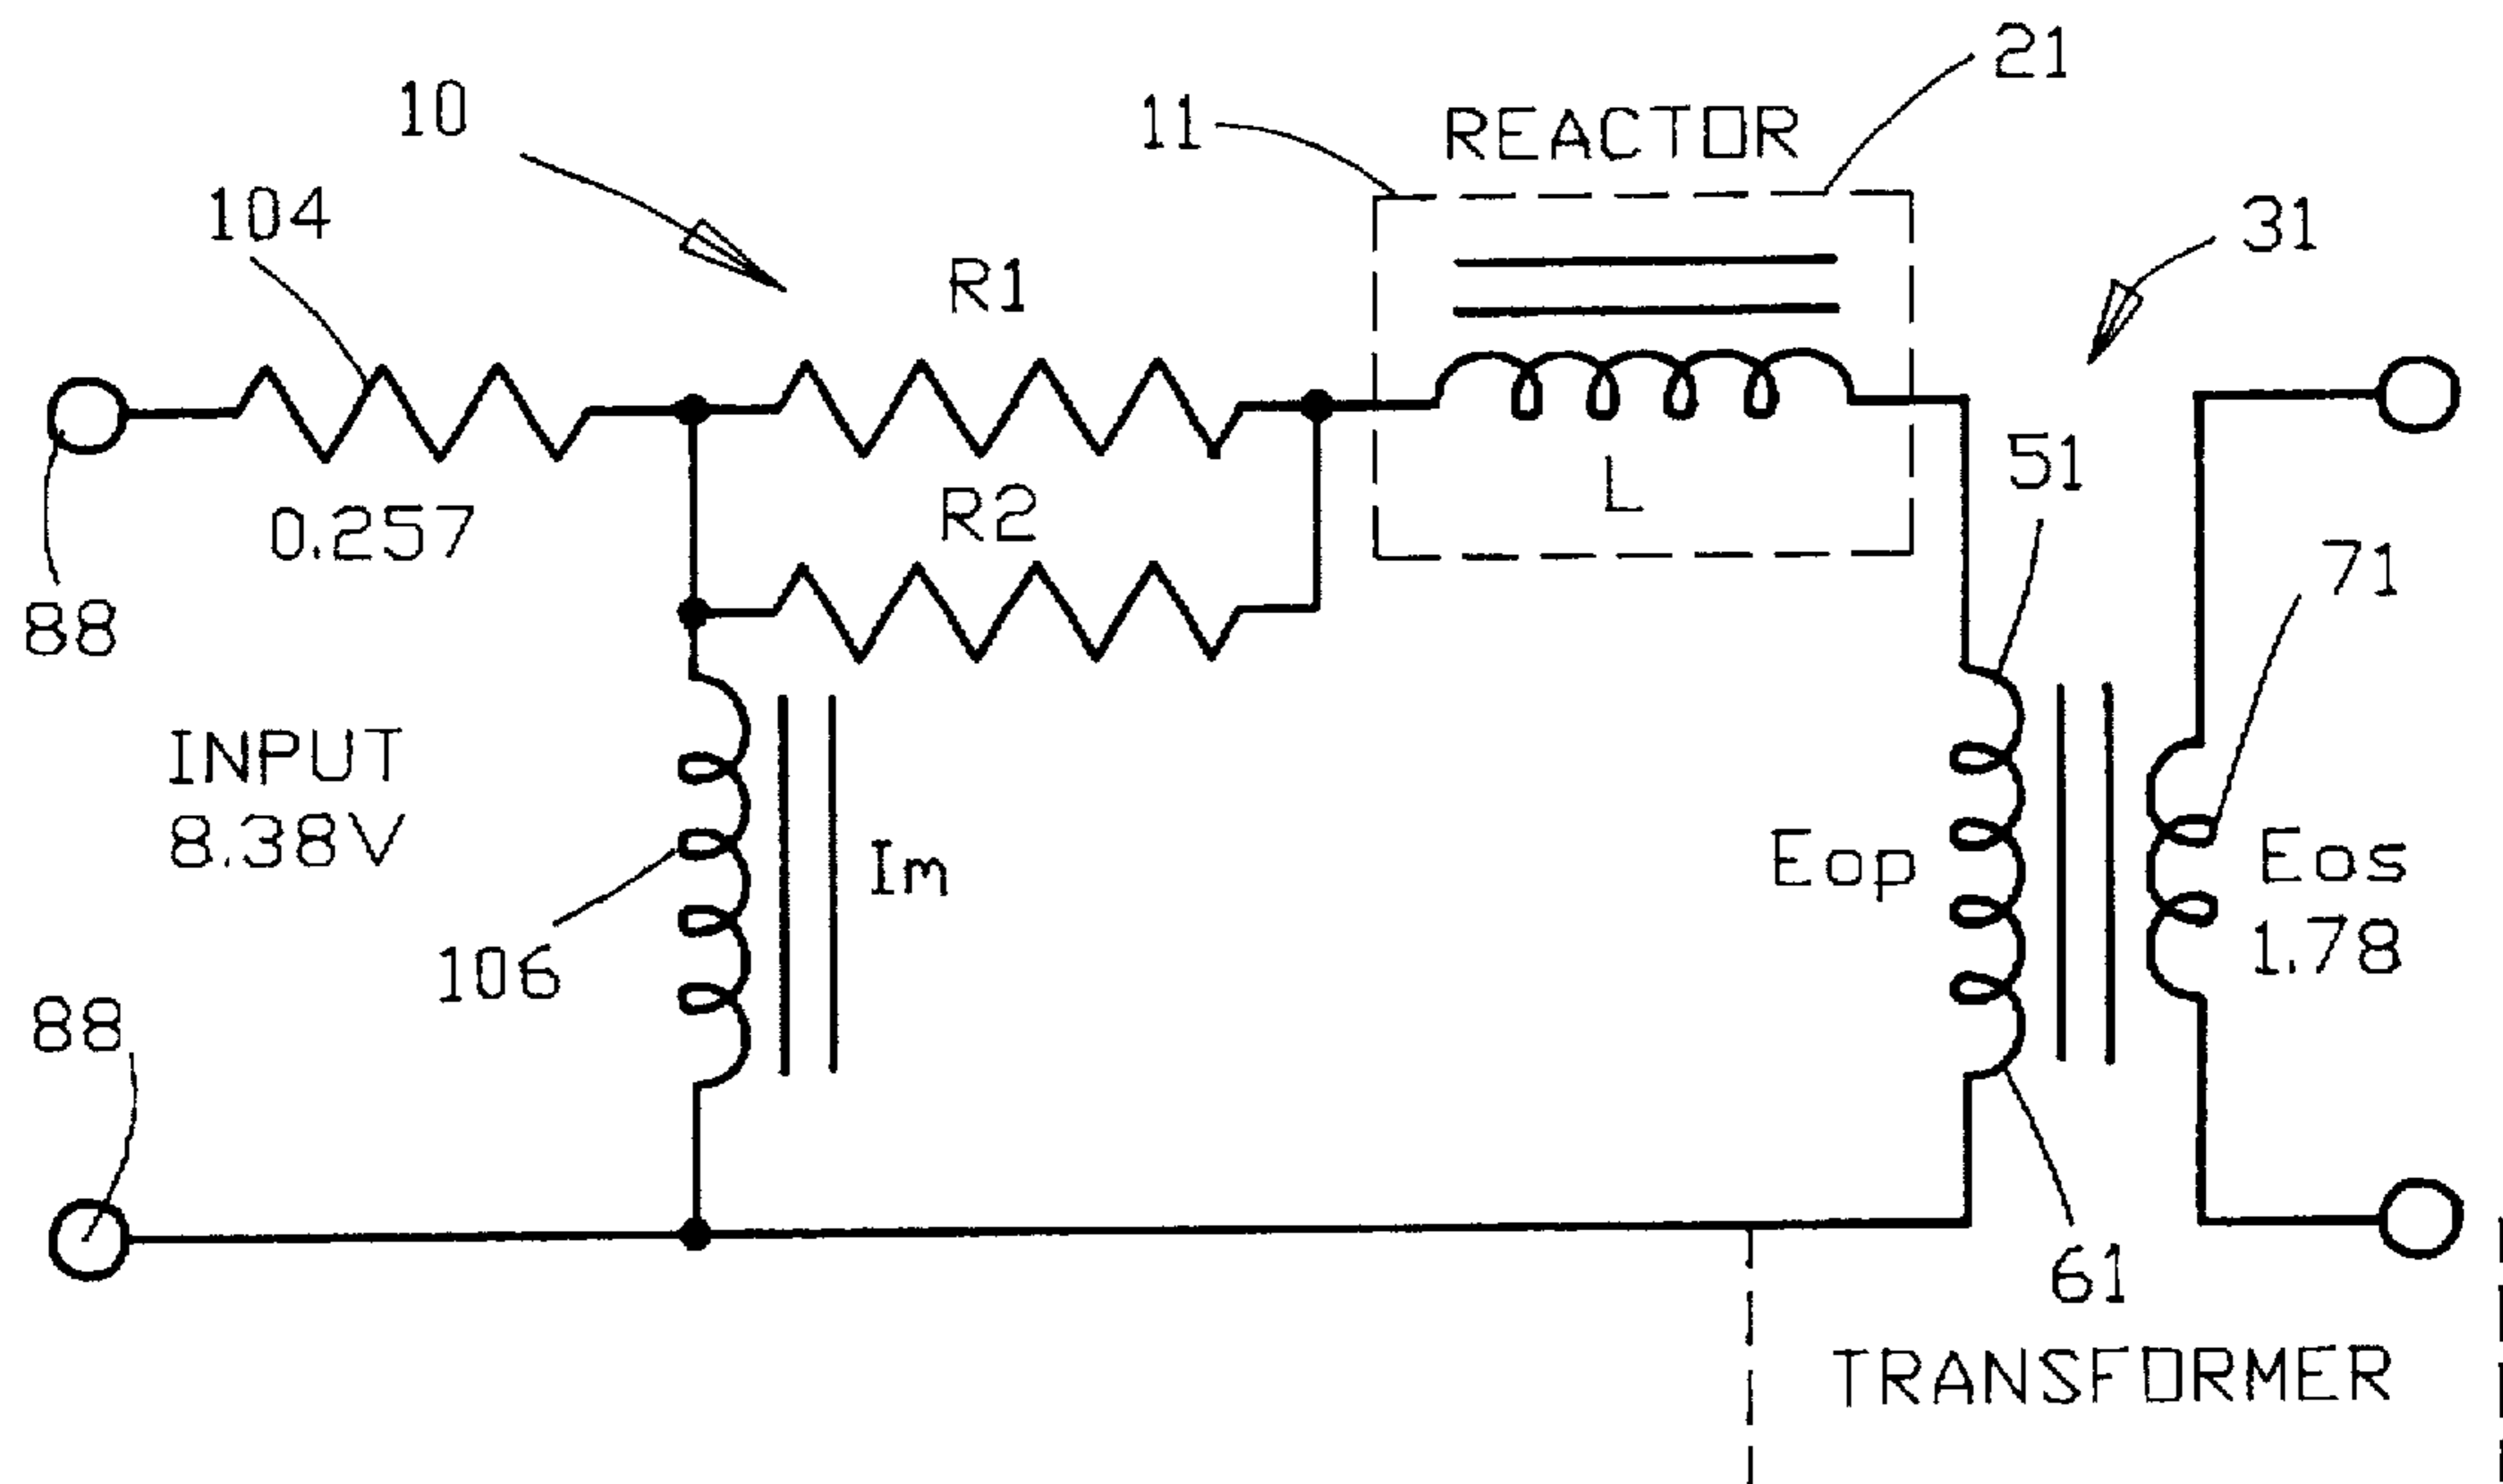 21
10
11
REACTOR
104
31
R1
51
L
R2
0.257
71
88
INPUT
8.38V
Im
Eop
Eos
1.78
106
88
61
TRANSFORMER